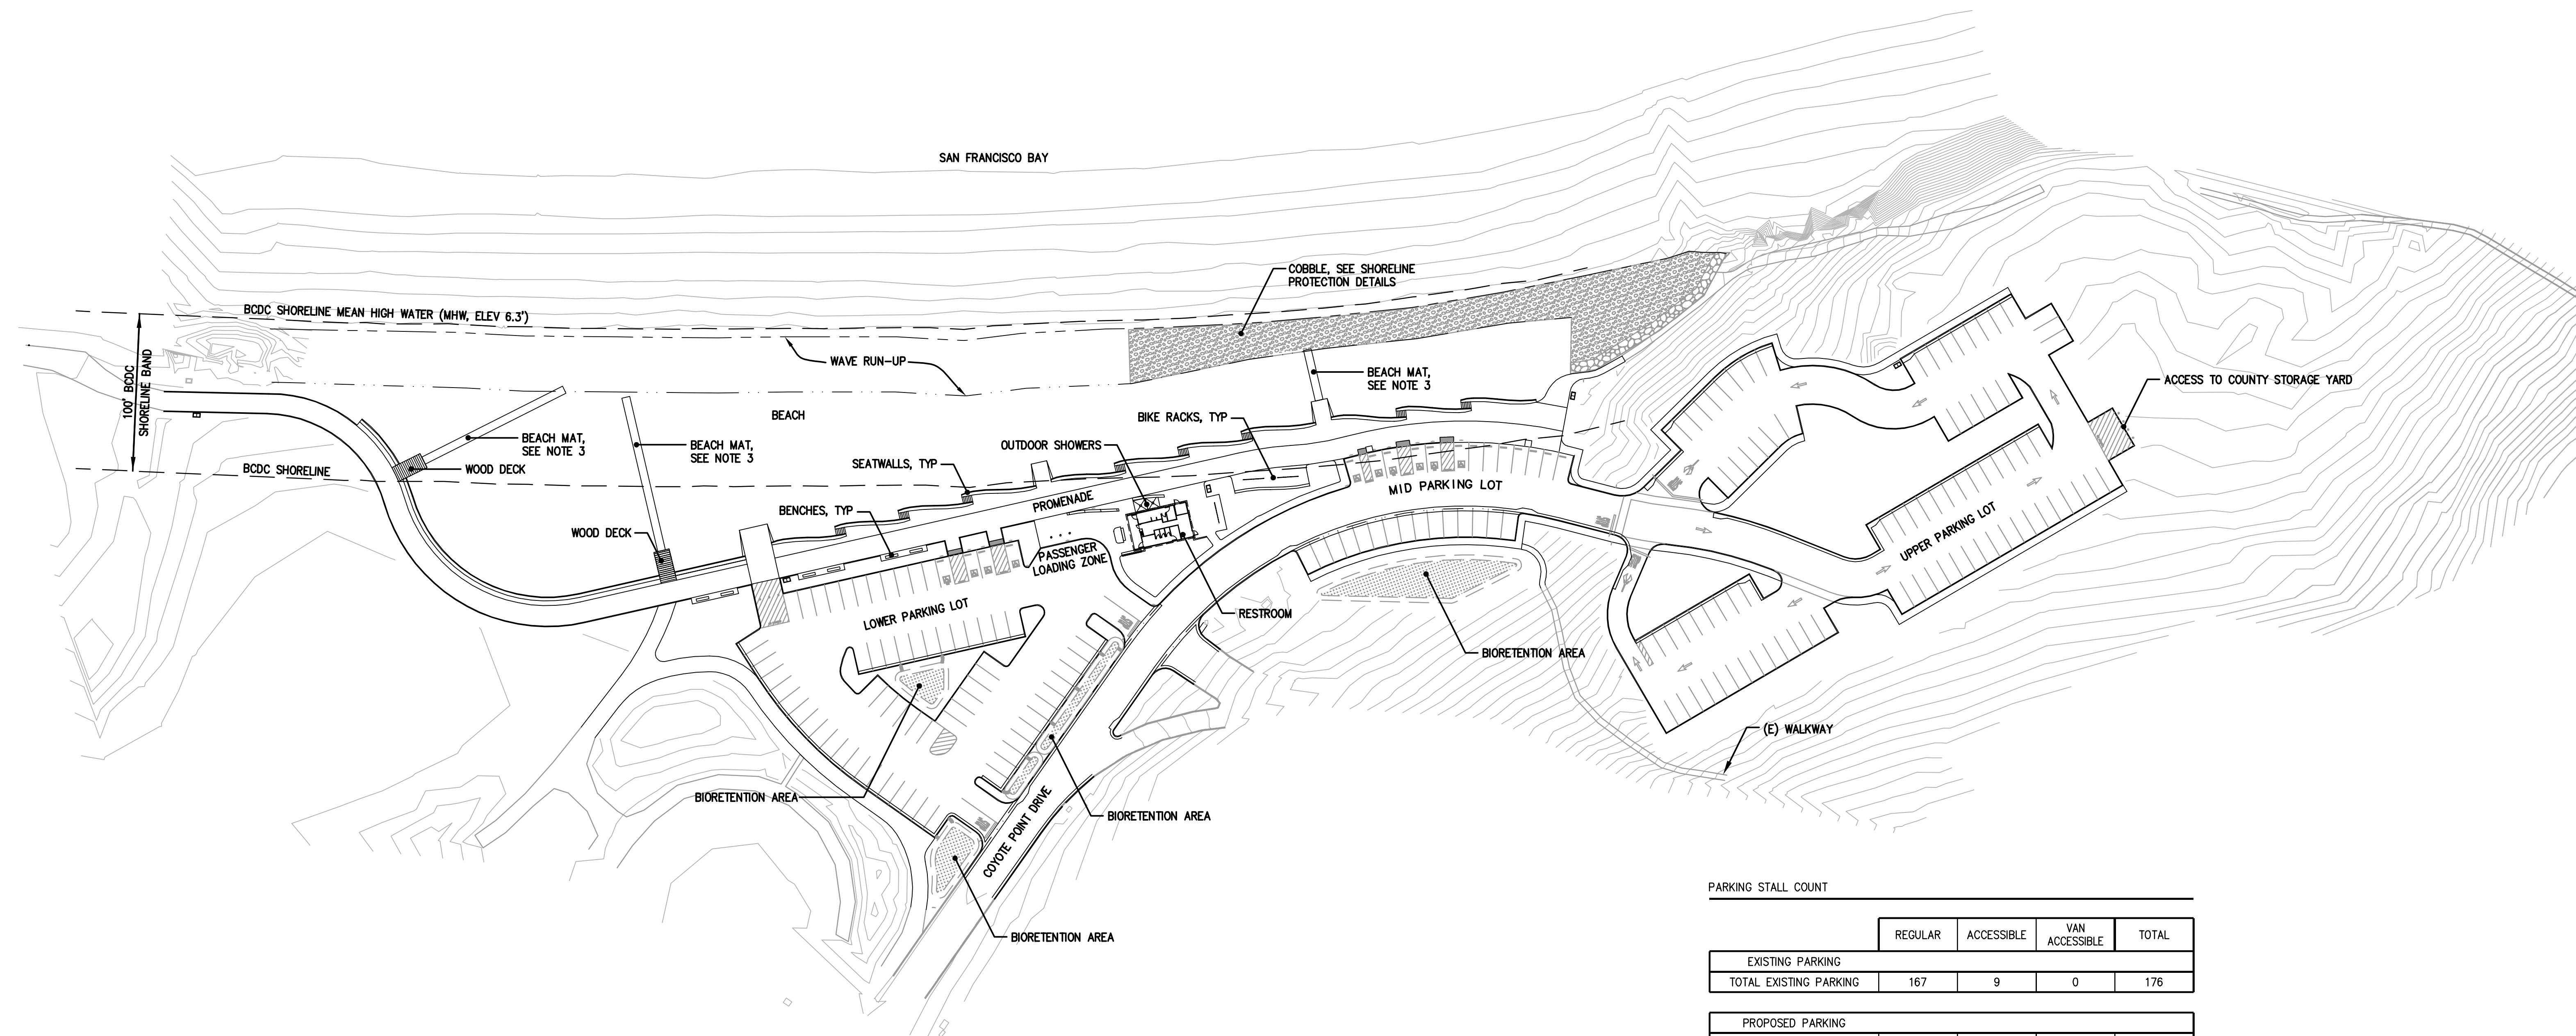 SAN FRANCISCO BAY
COBBLE, SEE SHORELINE
PROTECTION DETAILS
BCDC SHORELINE MEAN HIGH WATER (MHW, ELEV 6.3')
100' BCDC
SHORELINE BAND
WAVE RUN-UP
BEACH MAT,
SEE NOTE 3
ACCESS TO COUNTY STORAGE YARD
BEACH
BIKE RACKS, TYP
BEACH MAT,
SEE NOTE 3
BEACH MAT,
SEE NOTE 3
OUTDOOR SHOWERS
BCDC SHORELINE
WOOD DECK
SEATWALLS, TYP
MID PARKING LOT
PROMENADE
BENCHES, TYP
WOOD DECK
PASSENGER
LOADING ZONE
UPPER PARKING LOT
LOWER PARKING LOT
RESTROOM
BIORETENTION AREA
(E) WALKWAY
BIORETENTION AREA
BIORETENTION AREA
COYOTE POINT DRIVE
BIORETENTION AREA
PARKING STALL COUNT
REGULAR ACCESSIBLE VAN ACCESSIBLE TOTAL
EXISTING PARKING
TOTAL EXISTING PARKING 167 9 0 176
PROPOSED PARKING